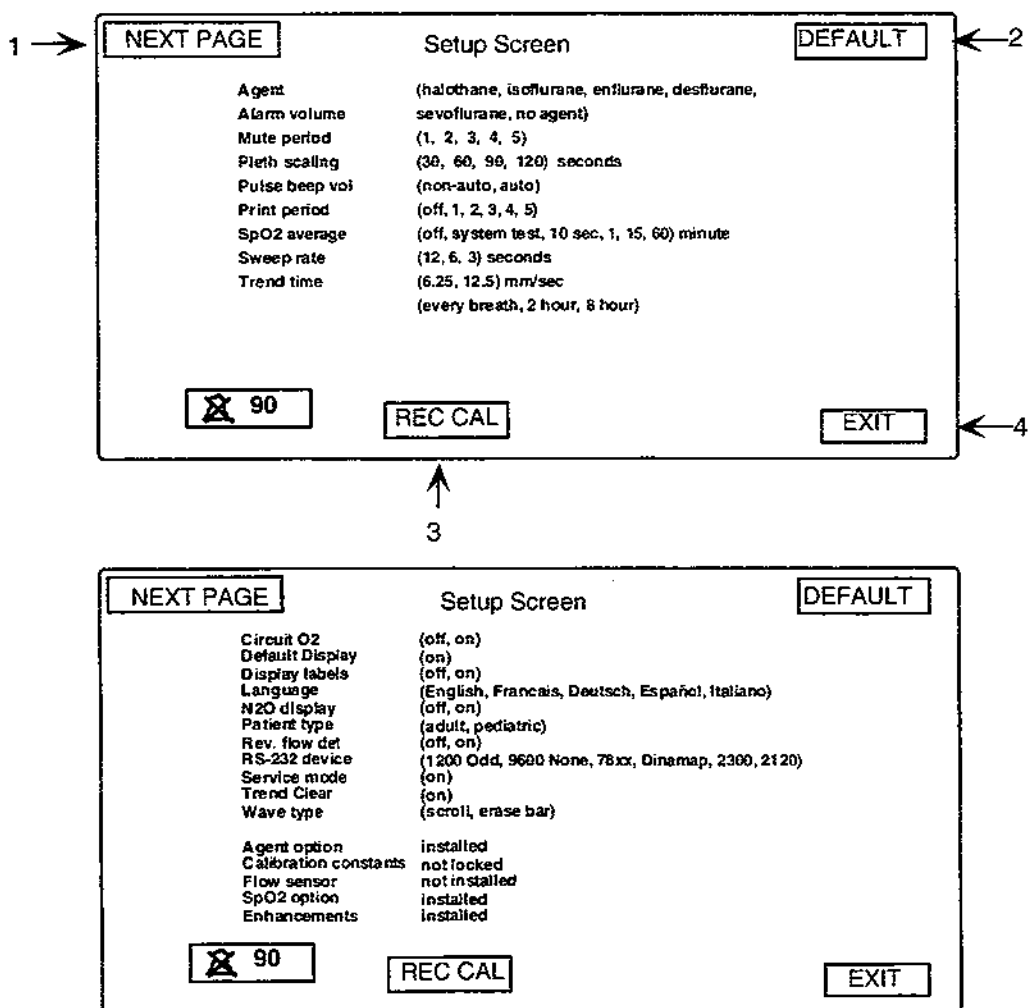 1 NEXT PAGE Setup Screen DEFAULT 2
Agent (halothane, isoflurane, enflurane, desflurane,
Alarm volume sevoflurane, no agent)
Mute period (1, 2, 3, 4, 5)
Pleth scaling (30, 60, 90, 120) seconds
Pulse beep vol (non-auto, auto)
Print period (off, 1, 2, 3, 4, 5)
SpO2 average (off, system test, 10 sec, 1, 15, 60) minute
Sweep rate (12, 6, 3) seconds
Trend time (6.25, 12.5) mm/sec
(every breath, 2 hour, 8 hour)
90 REC CAL EXIT 4
3
NEXT PAGE Setup Screen DEFAULT
Circuit O2 (off, on)
Default Display (on)
Display labels (off, on)
Language (English, Francais, Deutsch, Español, Italiano)
N2O display (off, on)
Patient type (adult, pediatric)
Rev. flow det (off, on)
RS-232 device (1200 Odd, 9600 None, 78xx, Dinamap, 2300, 2120)
Service mode (on)
Trend Clear (on)
Wave type (scroll, erase bar)
Agent option installed
Calibration constants not locked
Flow sensor not installed
SpO2 option installed
Enhancements installed
90 REC CAL EXIT